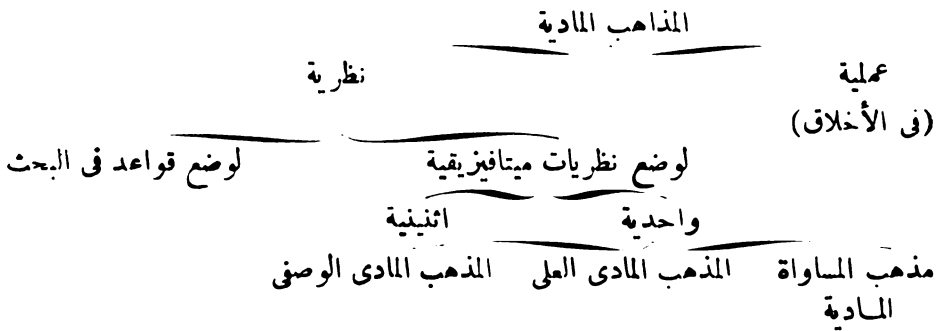 المذاهب المادية
عملية نظرية
(فى الأخلاق)
لوضع نظريات ميتافيزيقية لوضع قواعد فى البحث
واحدية اثنينية
مذهب المساواة المذهب المادى العلى المذهب المادى الوصفى
المادية